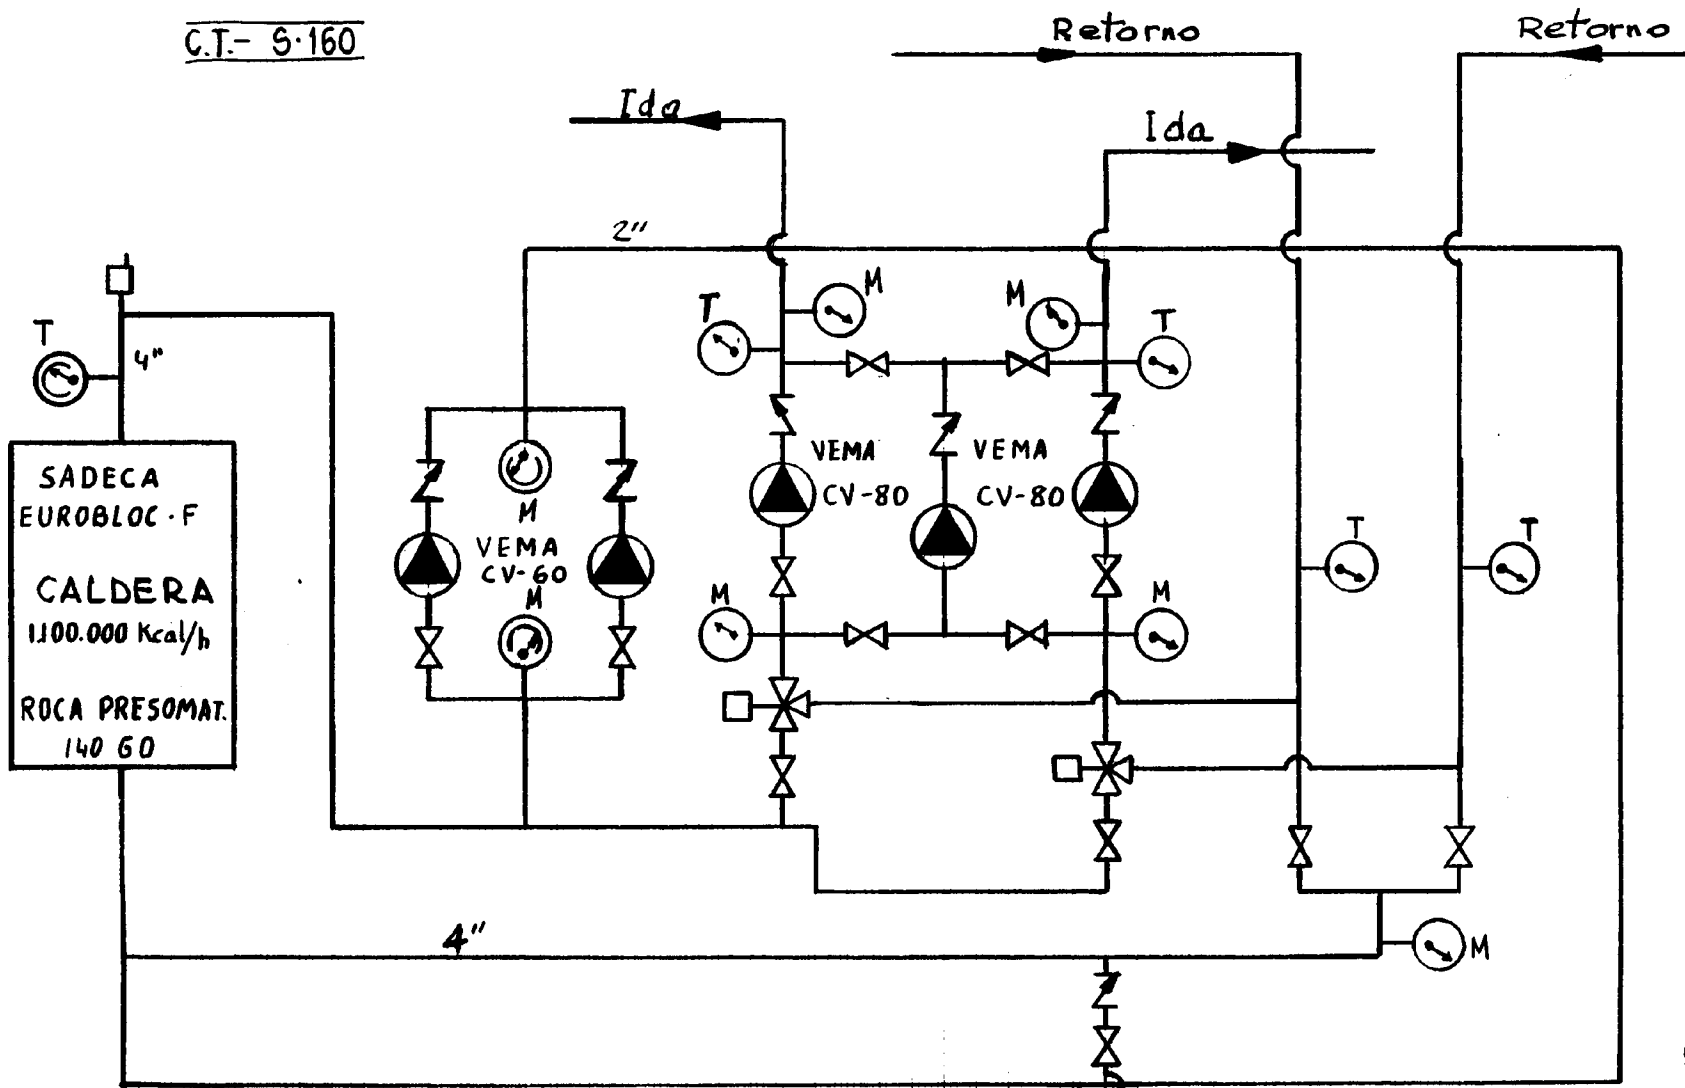 C.T.- S·160
Retorno
Retorno
Ida
Ida
2"
M
M
T
T
T
4"
VEMA
CV-80
VEMA
CV-80
SADECA
EUROBLOC·F
CALDERA
1.100.000 Kcal/h
ROCA PRESOMAT.
140 GO
M
VEMA
CV-60
M
T
T
M
M
4"
M